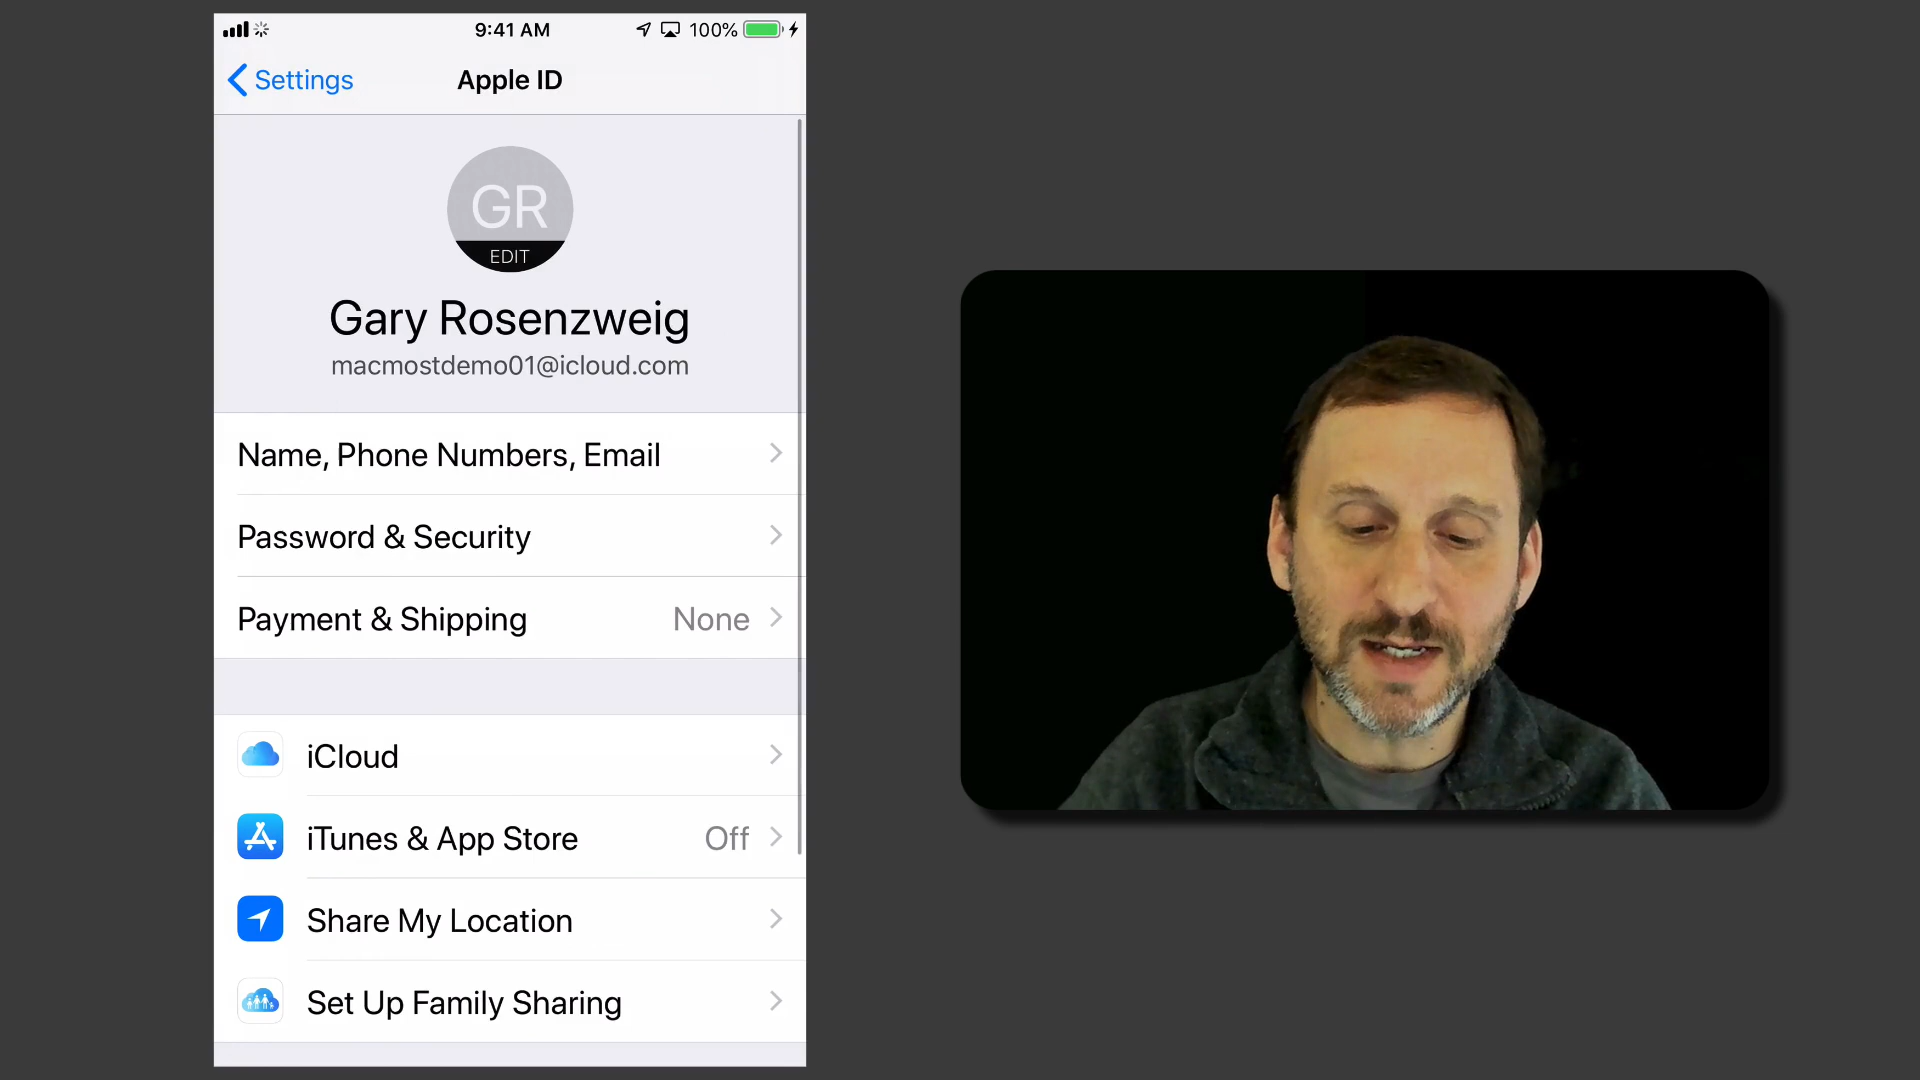 9:41 AM
100%
Settings
Apple ID
GR
EDIT
Gary Rosenzweig
macmostdemo01@icloud.com
Name, Phone Numbers, Email
Password & Security
Payment & Shipping None
iCloud
iTunes & App Store Off
Share My Location
Set Up Family Sharing